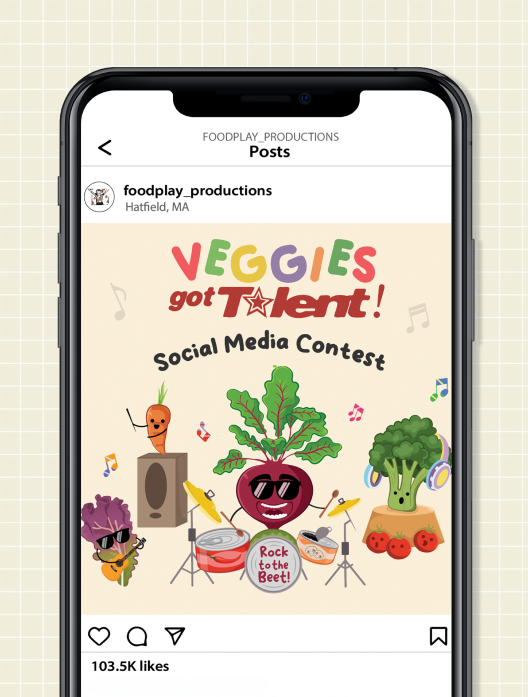 FOODPLAY_PRODUCTIONS
Posts
foodplay_productions
Hatfield, MA
VEGGIES
got Talent!
Social Media Contest
Rock
to the
Beet!
103.5K likes